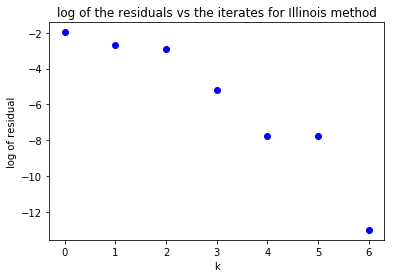 log of the residuals vs the iterates for Illinois method
−2
−4
−6
−8
−10
−12
log of residual
0 1 2 3 4 5 6
k